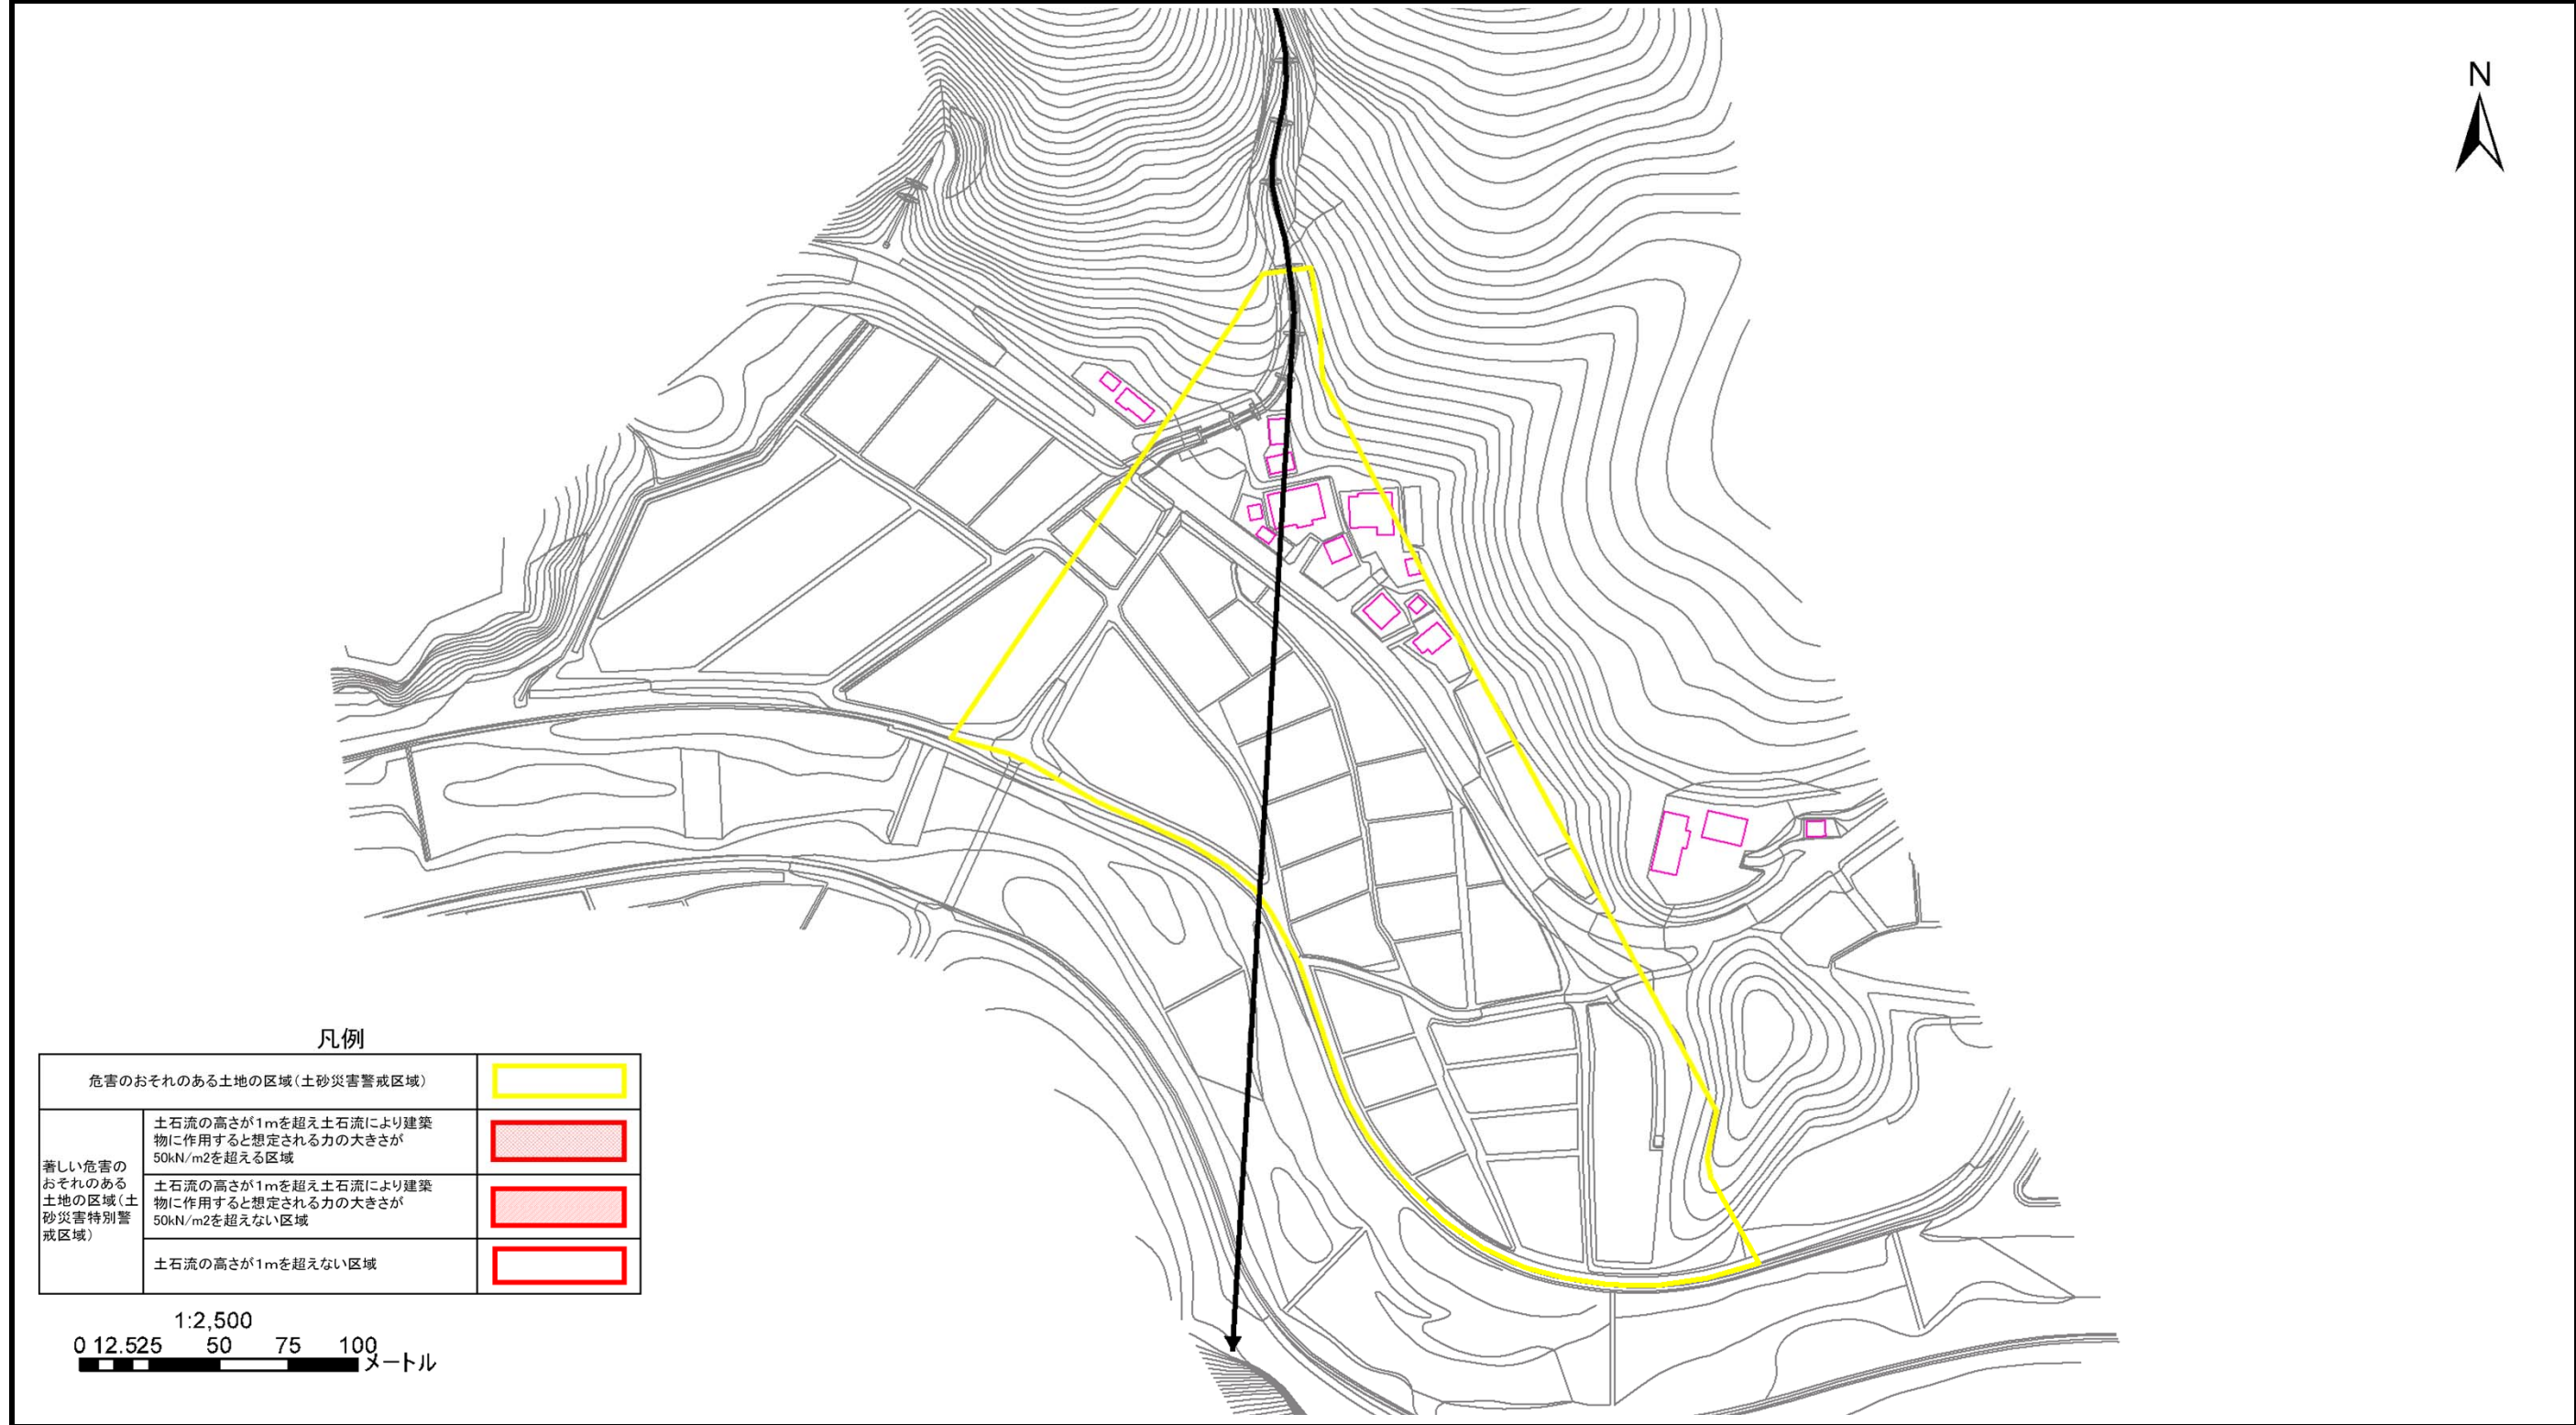 N
凡例
危害のおそれのある土地の区域(土砂災害警戒区域)
著しい危害の
おそれのある
土地の区域(土
砂災害特別警
戒区域)
土石流の高さが1mを超え土石流により建築
物に作用すると想定される力の大きさが
50kN/m2を超える区域
土石流の高さが1mを超え土石流により建築
物に作用すると想定される力の大きさが
50kN/m2を超えない区域
土石流の高さが1mを超えない区域
1:2,500
0 12.525 50 75 100
メートル